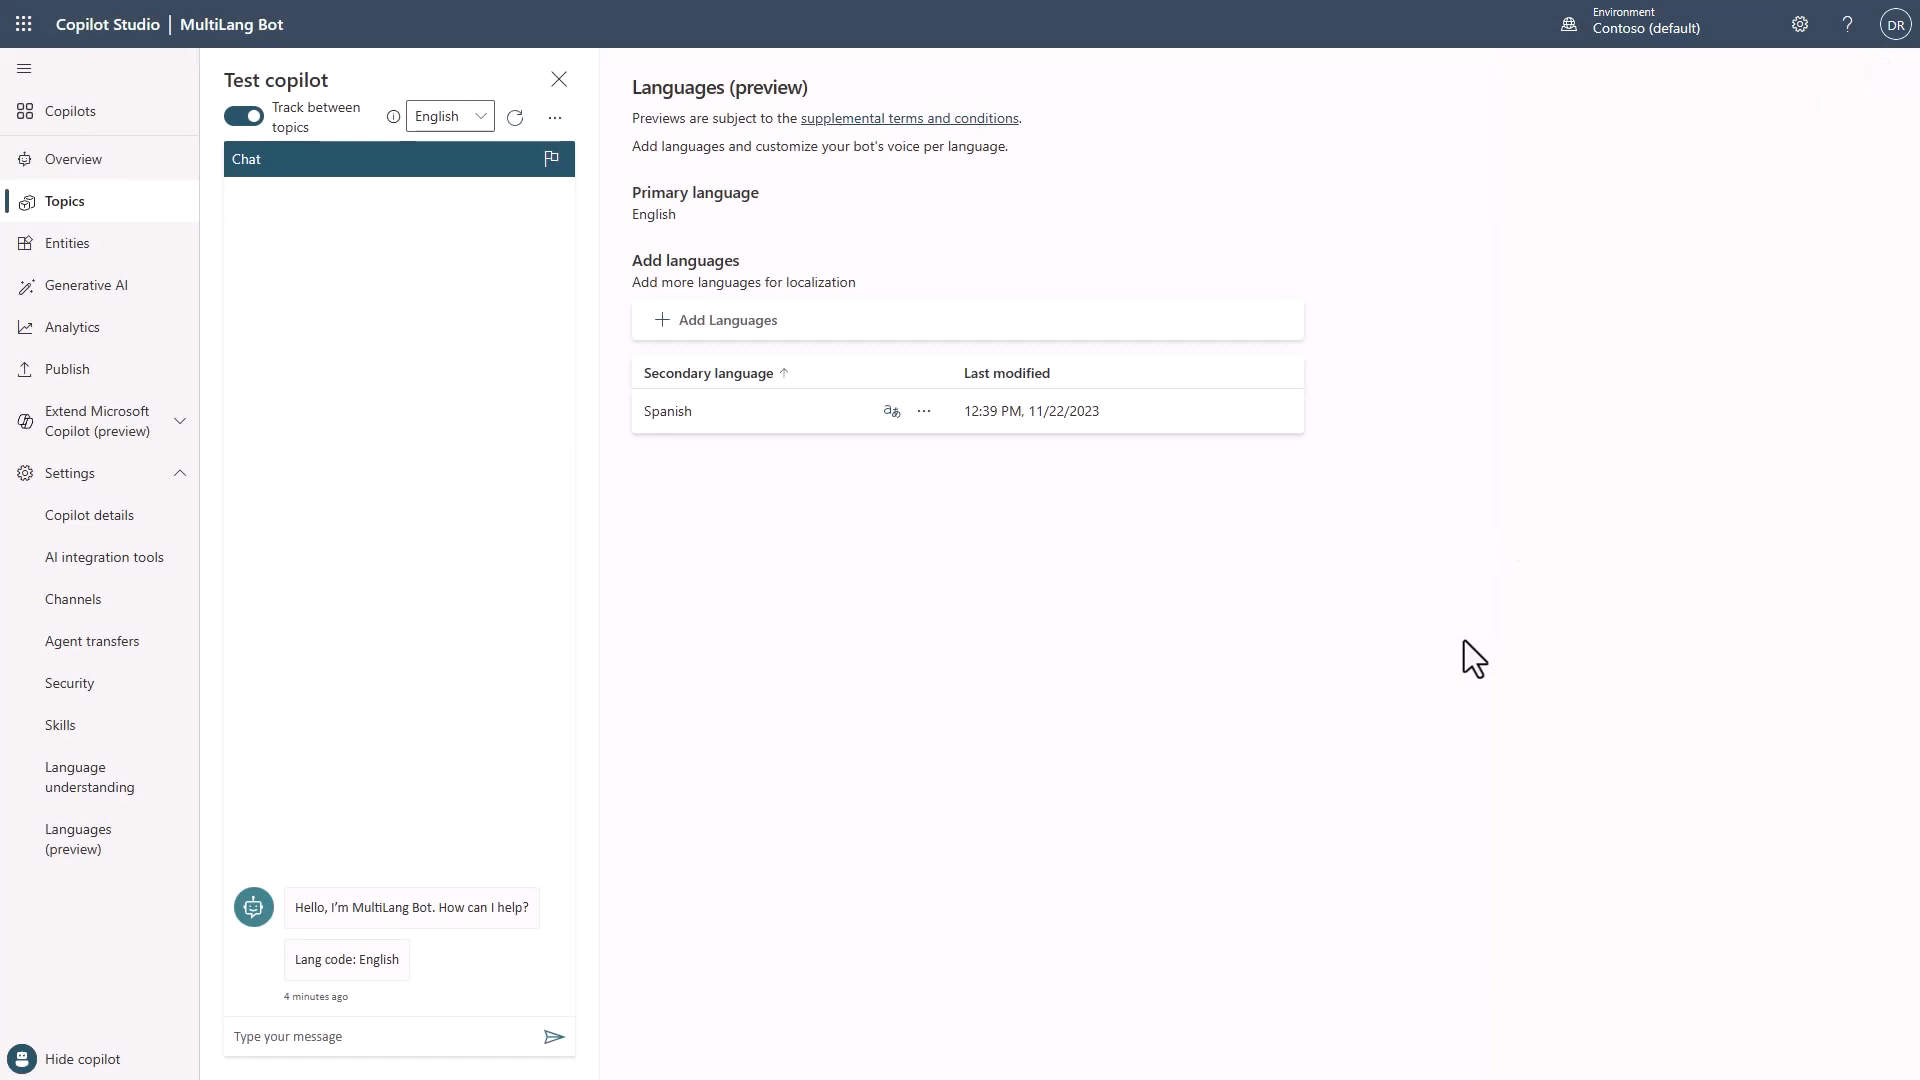 Copilot Studio | MultiLang Bot
Environment
Contoso (default)
?
DR
Copilots
Overview
Topics
Entities
Generative AI
Analytics
Publish
Extend Microsoft
Copilot (preview)
Settings
Copilot details
AI integration tools
Channels
Agent transfers
Security
Skills
Language
understanding
Languages
(preview)
Hide copilot
Test copilot
Track between
topics
English
Chat
Hello, I'm MultiLang Bot. How can I help?
Lang code: English
4 minutes ago
Type your message
Languages (preview)
Previews are subject to the supplemental terms and conditions.
Add languages and customize your bot's voice per language.
Primary language
English
Add languages
Add more languages for localization
Add Languages
Secondary language ↑ Last modified
Spanish aあ ... 12:39 PM, 11/22/2023